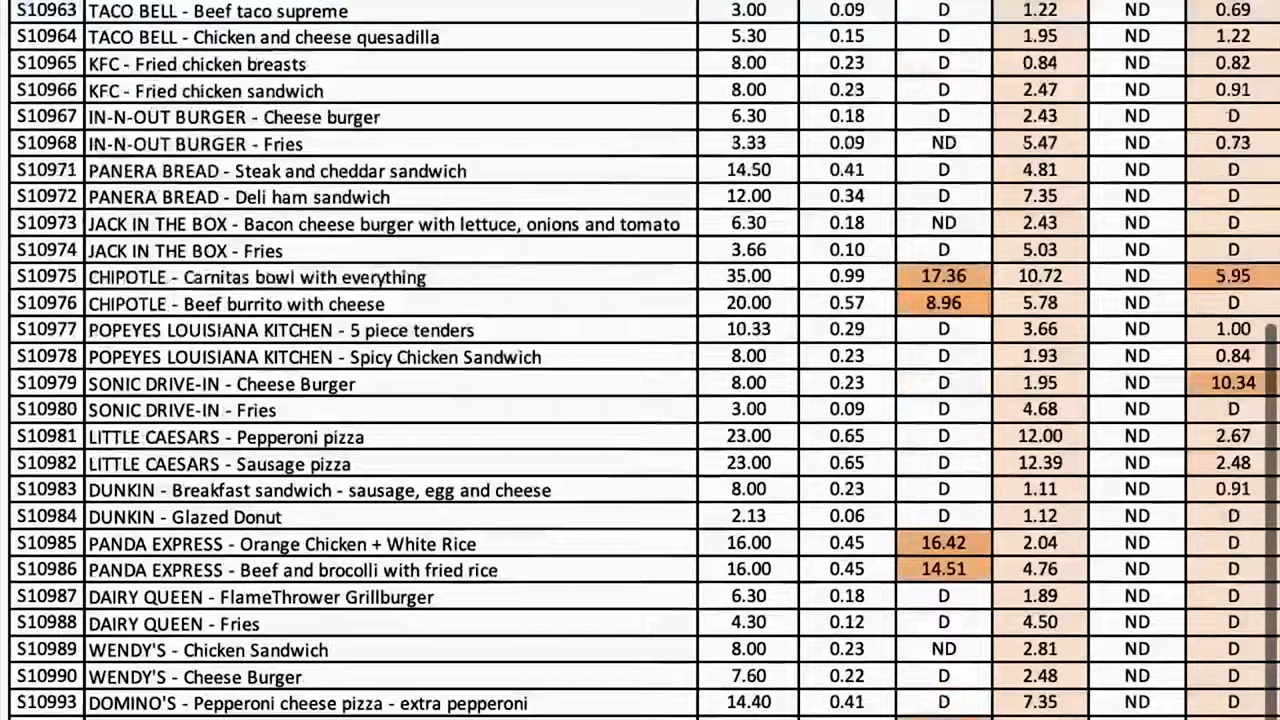 S10963 TACO BELL - Beef taco supreme 3.00 0.09 D 1.22 ND 0.69
S10964 TACO BELL - Chicken and cheese quesadilla 5.30 0.15 D 1.95 ND 1.22
S10965 KFC - Fried chicken breasts 8.00 0.23 D 0.84 ND 0.82
S10966 KFC - Fried chicken sandwich 8.00 0.23 D 2.47 ND 0.91
S10967 IN-N-OUT BURGER - Cheese burger 6.30 0.18 D 2.43 ND D
S10968 IN-N-OUT BURGER - Fries 3.33 0.09 ND 5.47 ND 0.73
S10971 PANERA BREAD - Steak and cheddar sandwich 14.50 0.41 D 4.81 ND D
S10972 PANERA BREAD - Deli ham sandwich 12.00 0.34 D 7.35 ND D
S10973 JACK IN THE BOX - Bacon cheese burger with lettuce, onions and tomato 6.30 0.18 ND 2.43 ND D
S10974 JACK IN THE BOX - Fries 3.66 0.10 D 5.03 ND D
S10975 CHIPOTLE - Carnitas bowl with everything 35.00 0.99 17.36 10.72 ND 5.95
S10976 CHIPOTLE - Beef burrito with cheese 20.00 0.57 8.96 5.78 ND D
S10977 POPEYES LOUISIANA KITCHEN - 5 piece tenders 10.33 0.29 D 3.66 ND 1.00
S10978 POPEYES LOUISIANA KITCHEN - Spicy Chicken Sandwich 8.00 0.23 D 1.93 ND 0.84
S10979 SONIC DRIVE-IN - Cheese Burger 8.00 0.23 D 1.95 ND 10.34
S10980 SONIC DRIVE-IN - Fries 3.00 0.09 D 4.68 ND D
S10981 LITTLE CAESARS - Pepperoni pizza 23.00 0.65 D 12.00 ND 2.67
S10982 LITTLE CAESARS - Sausage pizza 23.00 0.65 D 12.39 ND 2.48
S10983 DUNKIN - Breakfast sandwich - sausage, egg and cheese 8.00 0.23 D 1.11 ND 0.91
S10984 DUNKIN - Glazed Donut 2.13 0.06 D 1.12 ND D
S10985 PANDA EXPRESS - Orange Chicken + White Rice 16.00 0.45 16.42 2.04 ND D
S10986 PANDA EXPRESS - Beef and brocolli with fried rice 16.00 0.45 14.51 4.76 ND D
S10987 DAIRY QUEEN - FlameThrower Grillburger 6.30 0.18 D 1.89 ND D
S10988 DAIRY QUEEN - Fries 4.30 0.12 D 4.50 ND D
S10989 WENDY'S - Chicken Sandwich 8.00 0.23 ND 2.81 ND D
S10990 WENDY'S - Cheese Burger 7.60 0.22 D 2.48 ND D
S10993 DOMINO'S - Pepperoni cheese pizza - extra pepperoni 14.40 0.41 D 7.35 ND D